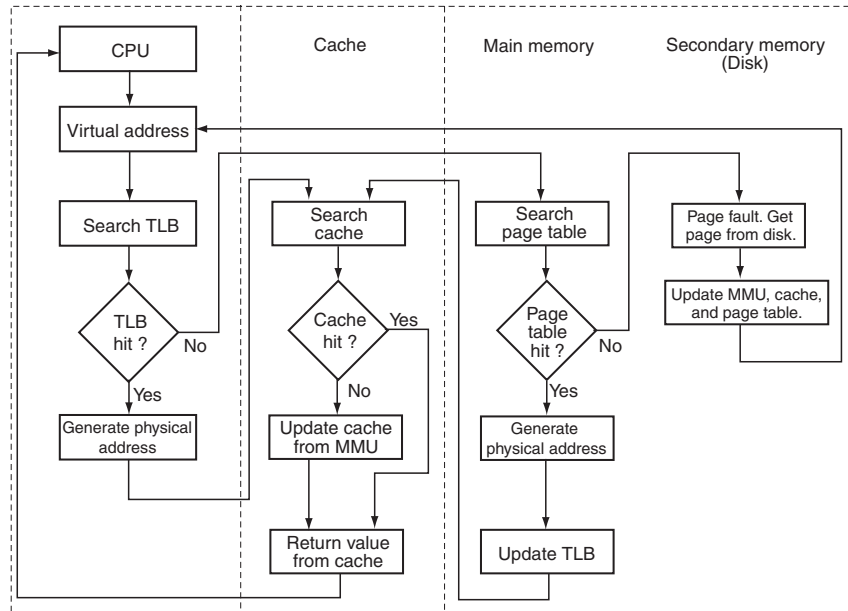 CPU
Virtual address
Search TLB
TLB
hit ?
No
Yes
Generate physical
address
Cache
Search
cache
Cache
hit ?
Yes
No
Update cache
from MMU
Return value
from cache
Main memory
Search
page table
Page
table
hit ?
No
Yes
Generate
physical address
Update TLB
Secondary memory
(Disk)
Page fault. Get
page from disk.
Update MMU, cache,
and page table.